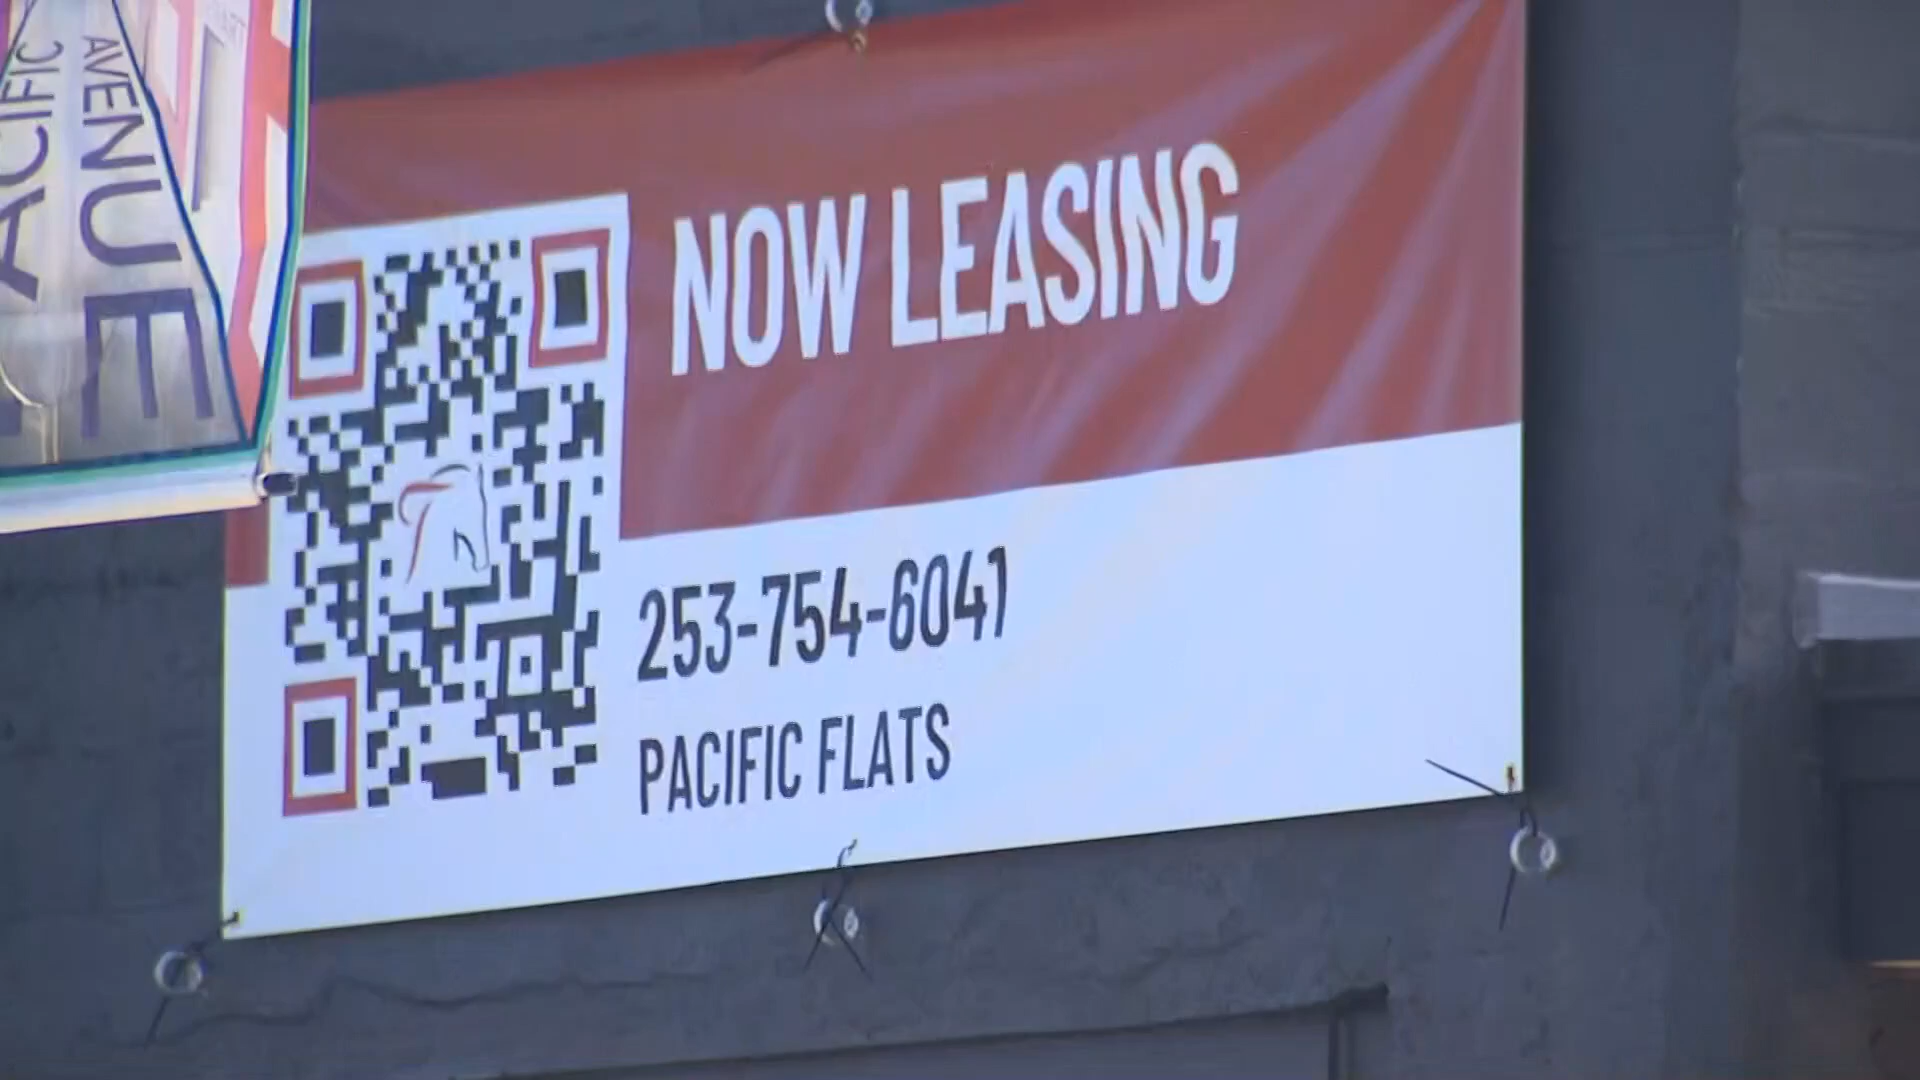 PACIFIC
AVENUE
NOW LEASING
253-754-6041
PACIFIC FLATS